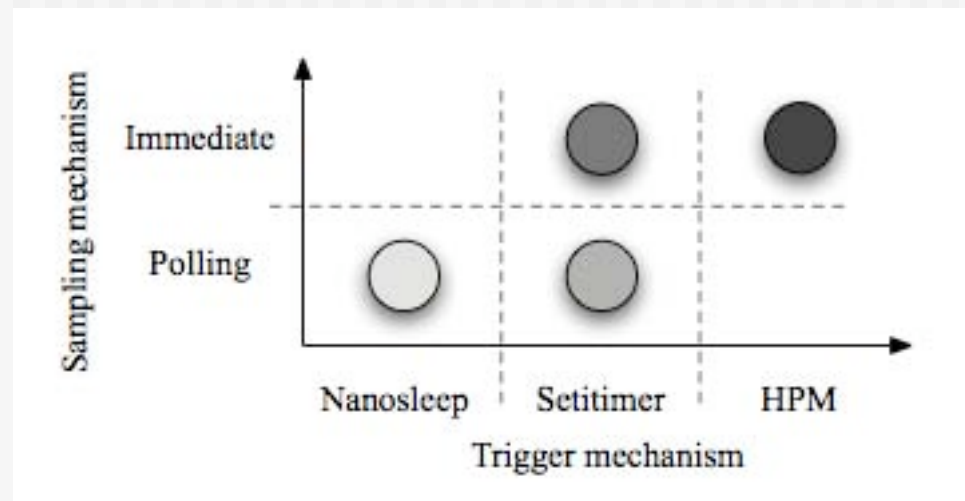 Sampling mechanism
Immediate
Polling
Nanosleep
Setitimer
HPM
Trigger mechanism